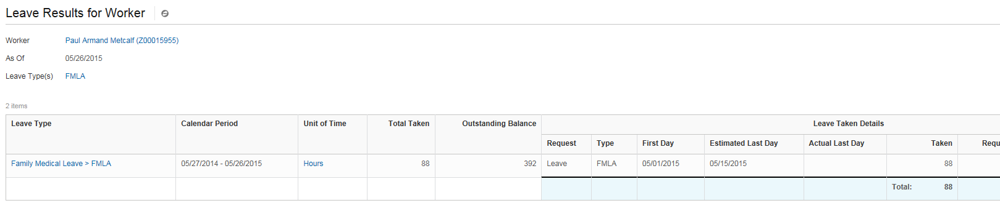 Leave Results for Worker
Worker Paul Armand Metcalf (Z00015955)
As Of 05/26/2015
Leave Type(s) FMLA
2 items
Leave Type Calendar Period Unit of Time Total Taken Outstanding Balance Leave Taken Details
Request Type First Day Estimated Last Day Actual Last Day Taken Requ
Family Medical Leave > FMLA 05/27/2014 - 05/26/2015 Hours 88 392 Leave FMLA 05/01/2015 05/15/2015 88
Total: 88